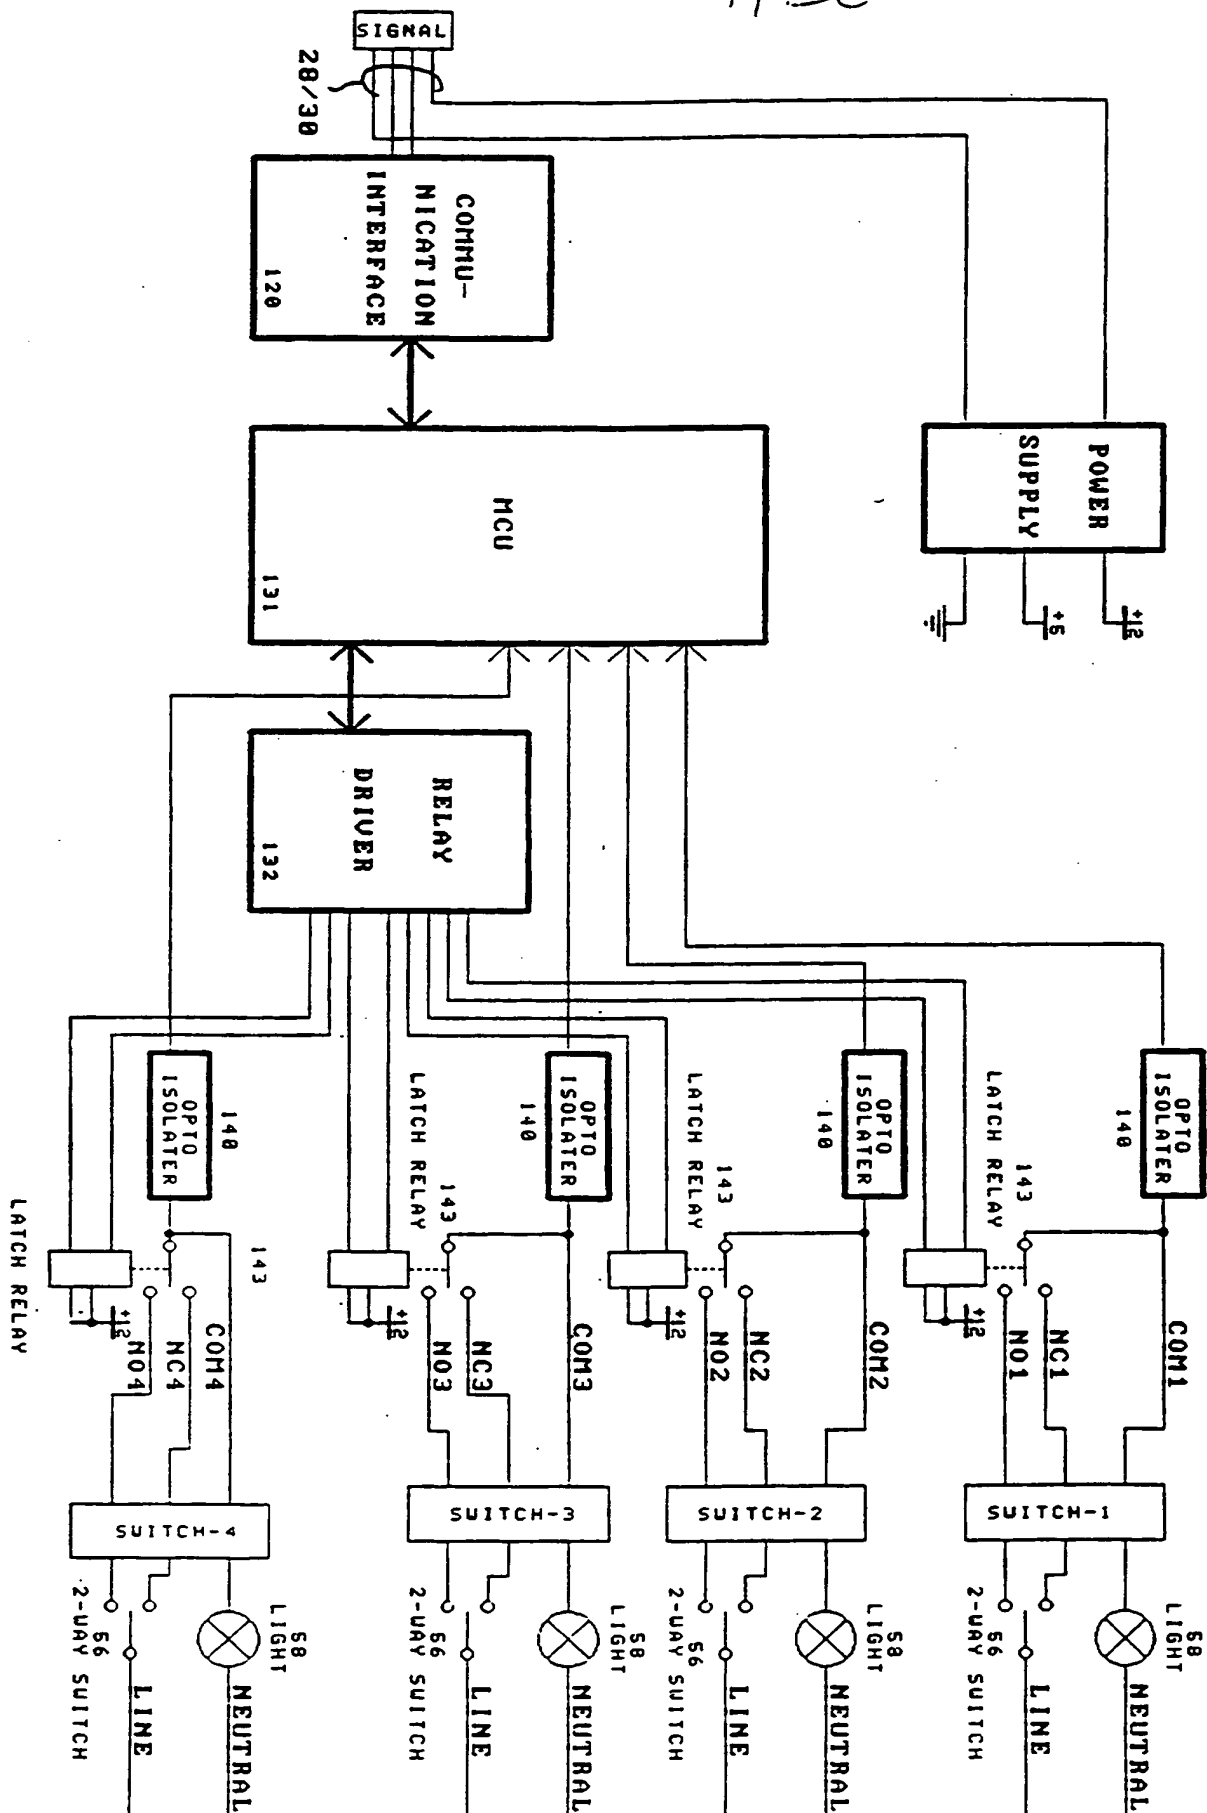 SIGNAL
28/30
COMMU-
NICATION
INTERFACE
120
POWER
SUPPLY
+12
+5
MCU
131
RELAY
DRIVER
132
OPTO
ISOLATER
140
LATCH RELAY
143
+12
COM1
NC1
NO1
SWITCH-1
58
LIGHT
NEUTRAL
LINE
56
2-WAY SWITCH
OPTO
ISOLATER
140
LATCH RELAY
143
+12
COM2
NC2
NO2
SWITCH-2
58
LIGHT
NEUTRAL
LINE
56
2-WAY SWITCH
OPTO
ISOLATER
140
LATCH RELAY
143
+12
COM3
NC3
NO3
SWITCH-3
58
LIGHT
NEUTRAL
LINE
56
2-WAY SWITCH
140
OPTO
ISOLATER
143
LATCH RELAY
+12
COM4
NC4
NO4
SWITCH-4
58
LIGHT
NEUTRAL
LINE
56
2-WAY SWITCH